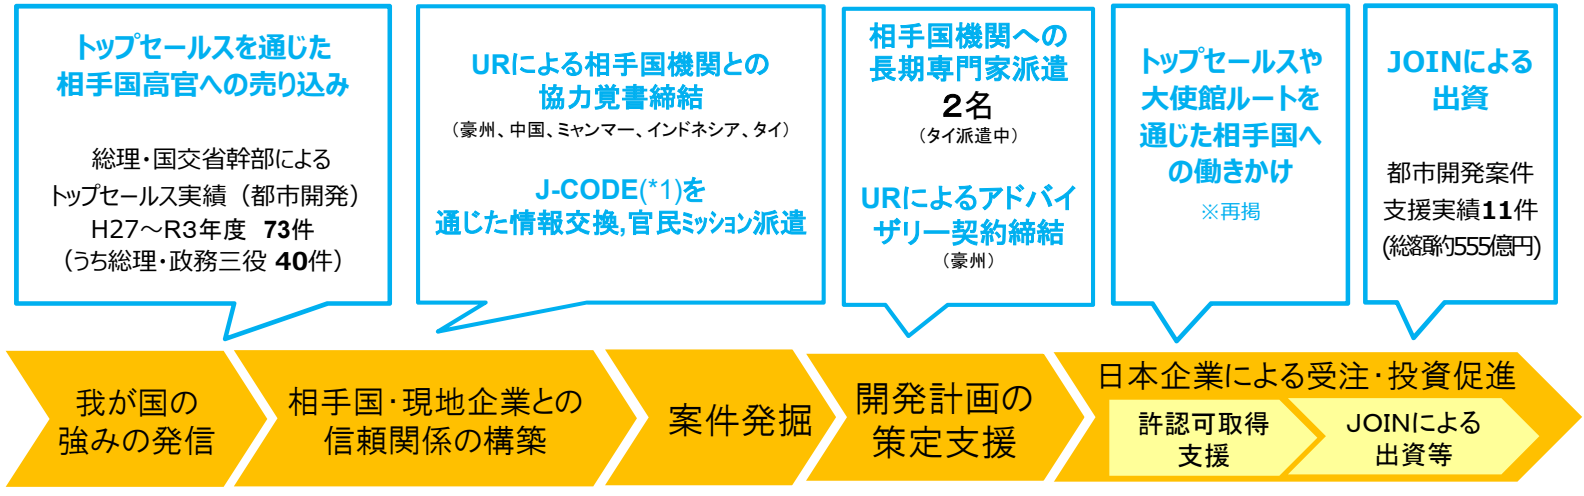 トップセールスを通じた
相手国高官への売り込み
総理・国交省幹部による
トップセールス実績（都市開発）
H27～R3年度 73件
（うち総理・政務三役 40件）
URによる相手国機関との
協力覚書締結
（豪州、中国、ミャンマー、インドネシア、タイ）
J-CODE(*1)を
通じた情報交換,官民ミッション派遣
相手国機関への
長期専門家派遣
２名
（タイ派遣中）
URによるアドバイ
ザリー契約締結
（豪州）
トップセールスや
大使館ルートを
通じた相手国へ
の働きかけ
※再掲
JOINによる
出資
都市開発案件
支援実績11件
(総額約555億円)
我が国の
強みの発信
相手国・現地企業との
信頼関係の構築
案件発掘
開発計画の
策定支援
日本企業による受注・投資促進
許認可取得
支援
JOINによる
出資等